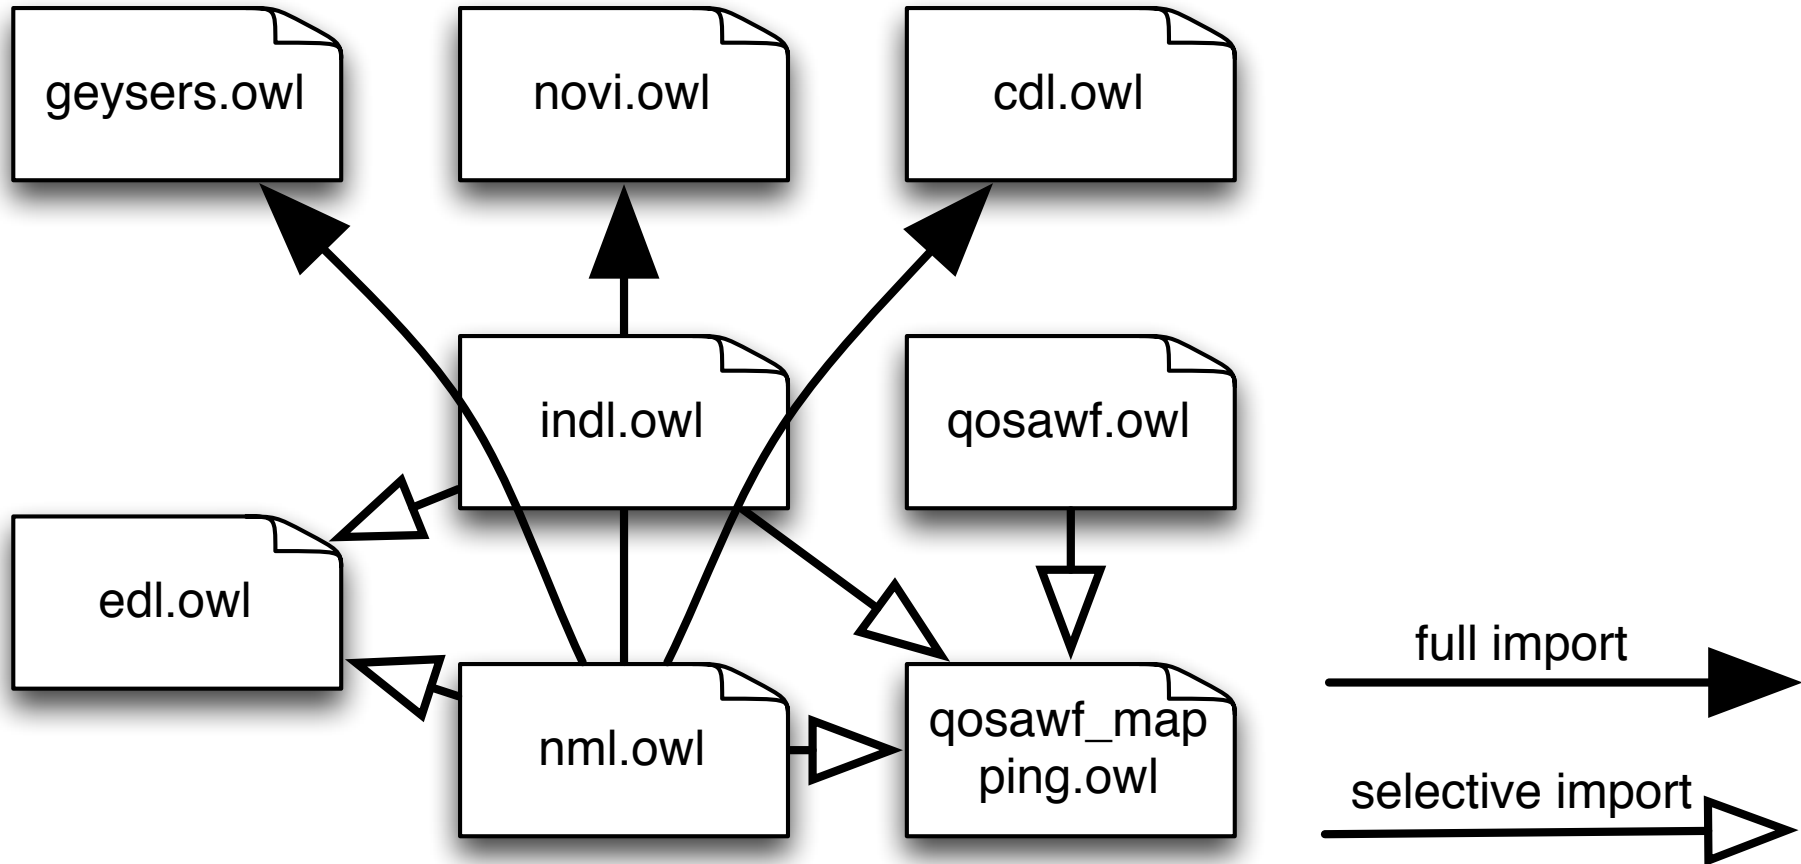 geysers.owl
novi.owl
cdl.owl
indl.owl
qosawf.owl
edl.owl
nml.owl
qosawf_map
ping.owl
full import
selective import